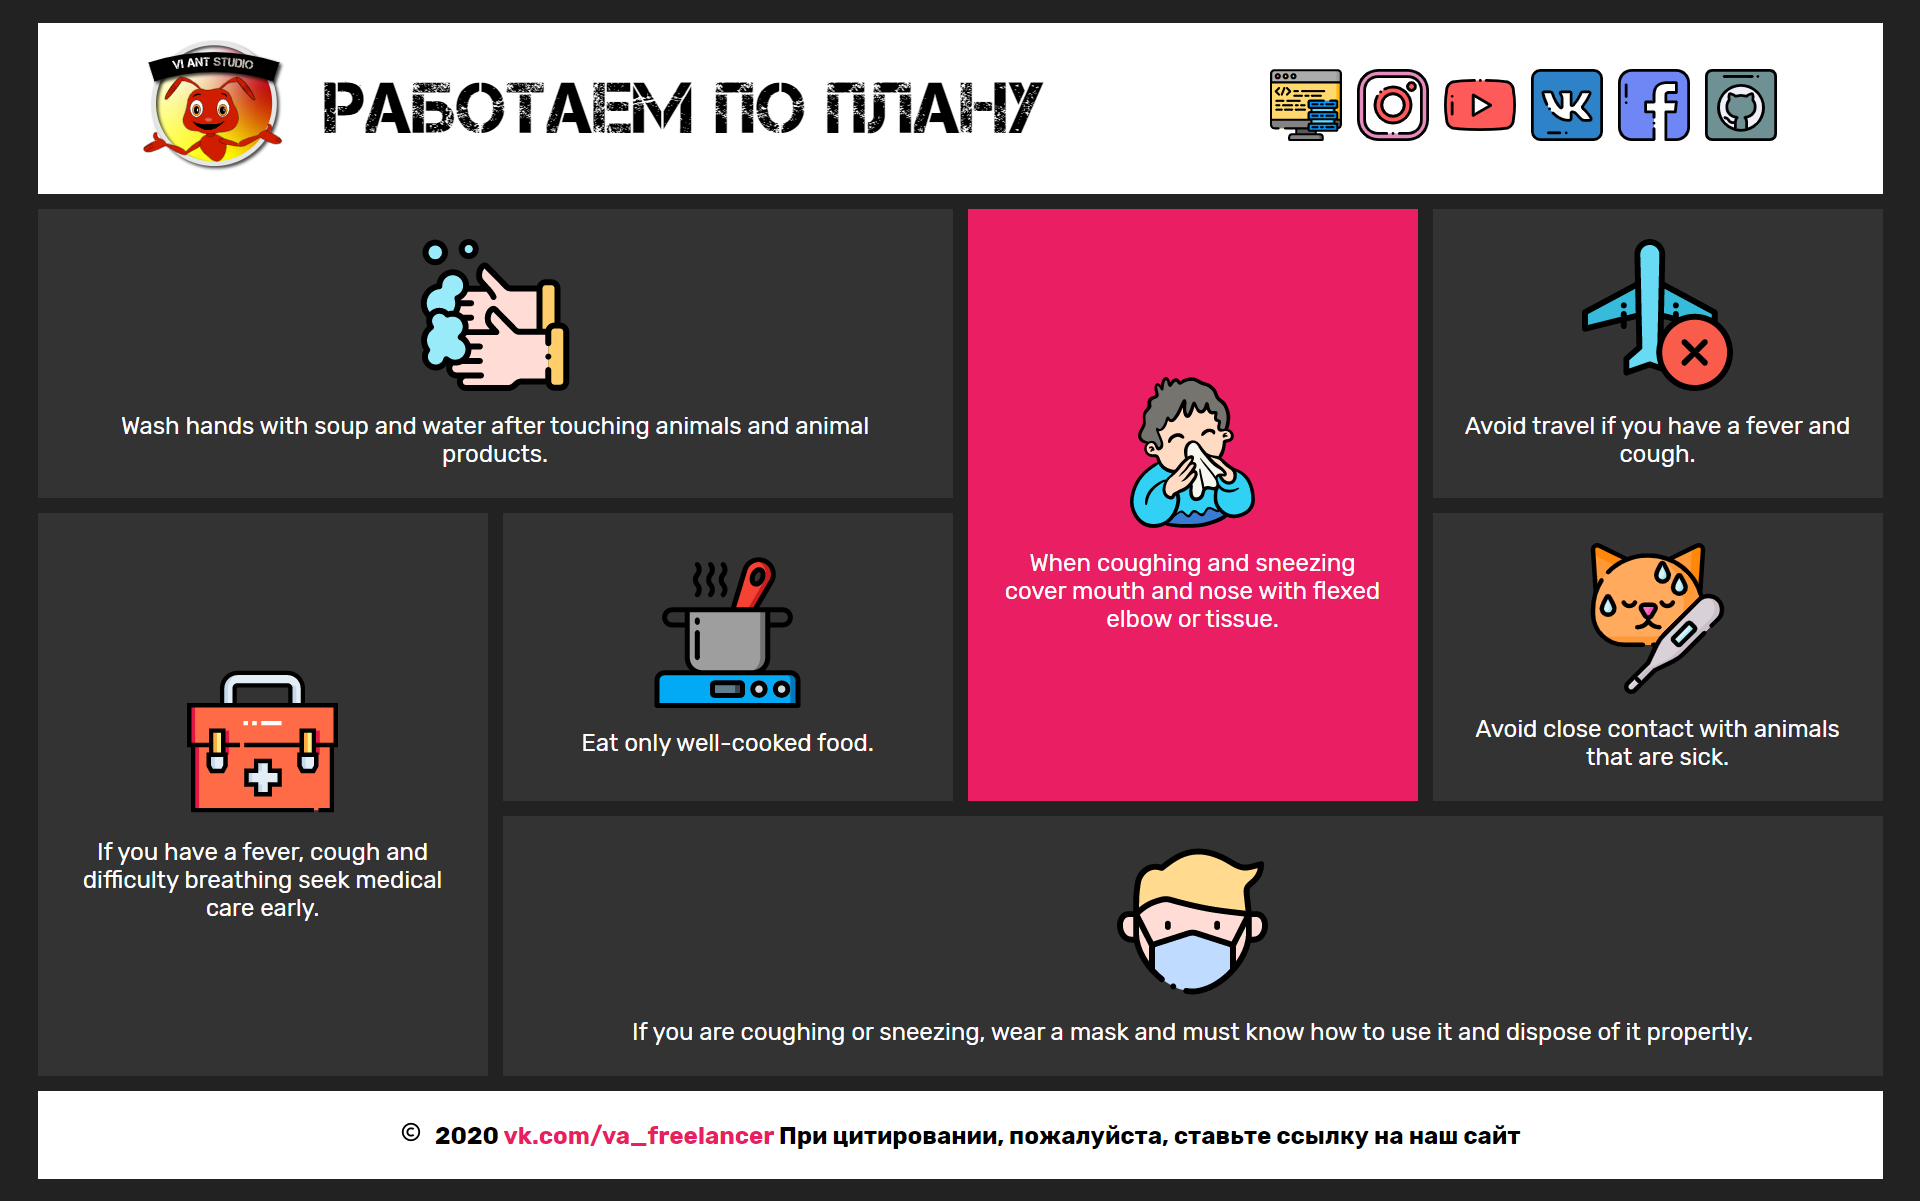 VI ANT STUDIO
РАБОТАЕМ ПО ПЛАНУ
Wash hands with soup and water after touching animals and animal
products.
When coughing and sneezing
cover mouth and nose with flexed
elbow or tissue.
Avoid travel if you have a fever and
cough.
If you have a fever, cough and
difficulty breathing seek medical
care early.
Eat only well-cooked food.
Avoid close contact with animals
that are sick.
If you are coughing or sneezing, wear a mask and must know how to use it and dispose of it propertly.
© 2020 vk.com/va_freelancer При цитировании, пожалуйста, ставьте ссылку на наш сайт